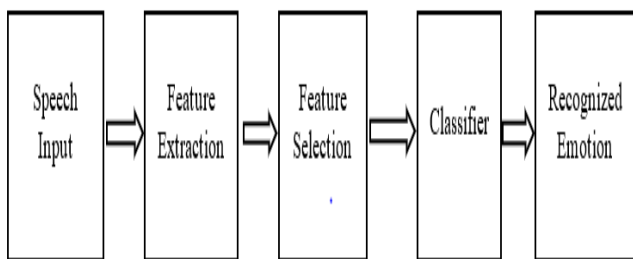 Speech
Input
Feature
Extraction
Feature
Selection
Classifier
Recognized
Emotion